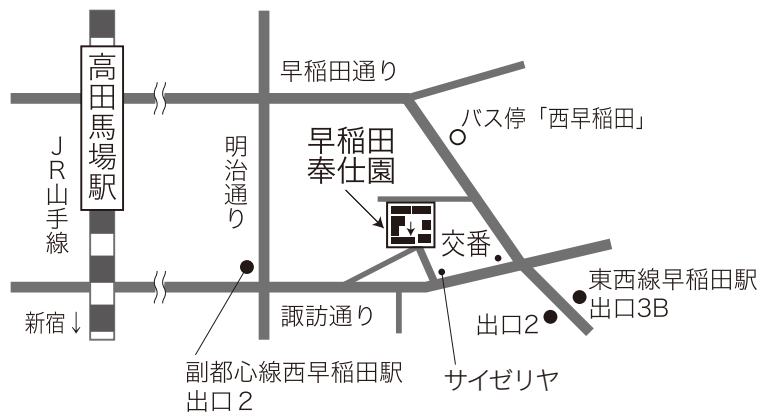 高田馬場駅
JR山手線
新宿↓
早稲田通り
明治通り
早稲田
奉仕園
バス停「西早稲田」
交番
東西線早稲田駅
出口3B
出口2
諏訪通り
副都心線西早稲田駅
出口2
サイゼリヤ